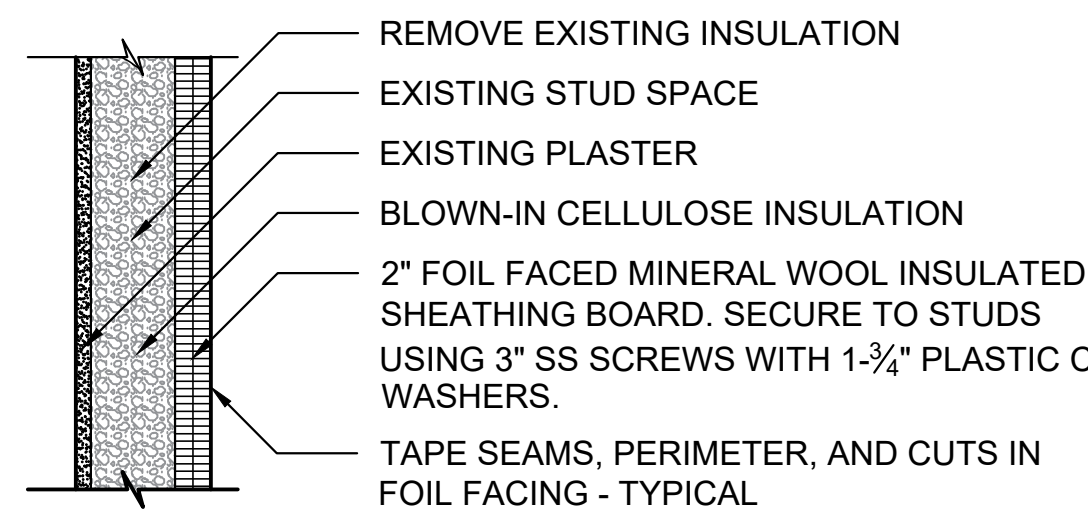 REMOVE EXISTING INSULATION
EXISTING STUD SPACE
EXISTING PLASTER
BLOWN-IN CELLULOSE INSULATION
2" FOIL FACED MINERAL WOOL INSULATED
SHEATHING BOARD. SECURE TO STUDS
USING 3" SS SCREWS WITH 1-¾" PLASTIC
WASHERS.
TAPE SEAMS, PERIMETER, AND CUTS IN
FOIL FACING - TYPICAL